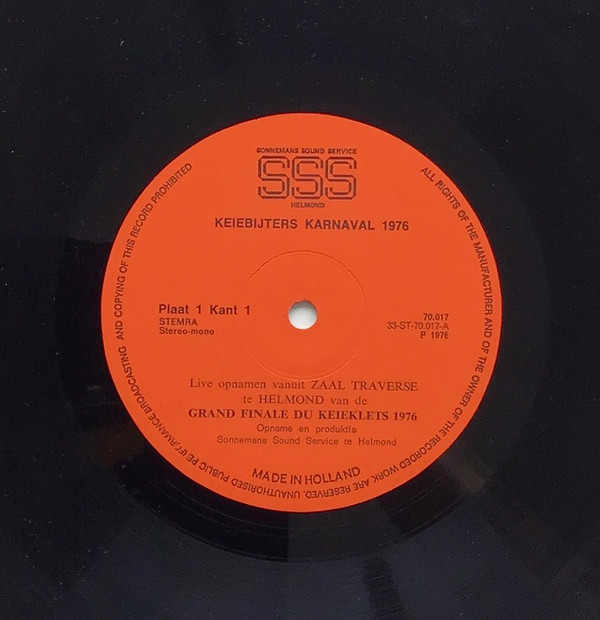 SONNEMANS SOUND SERVICE
SSS
HELMOND
KEIEBIJTERS KARNAVAL 1976
Plaat 1 Kant 1
STEMRA
Stereo-mono
70.017
33-ST-70.017-A
P 1976
Live opnamen vanuit ZAAL TRAVERSE
te HELMOND van de
GRAND FINALE DU KEIEKLETS 1976
Opname en produktie
Sonnemans Sound Service te Helmond
MADE IN HOLLAND
ALL RIGHTS OF THE MANUFACTURER AND OF THE OWNER OF THE RECORDED WORK ARE RESERVED. UNAUTHORISED PUBLIC PERFORMANCE BROADCASTING AND COPYING OF THIS RECORD PROHIBITED